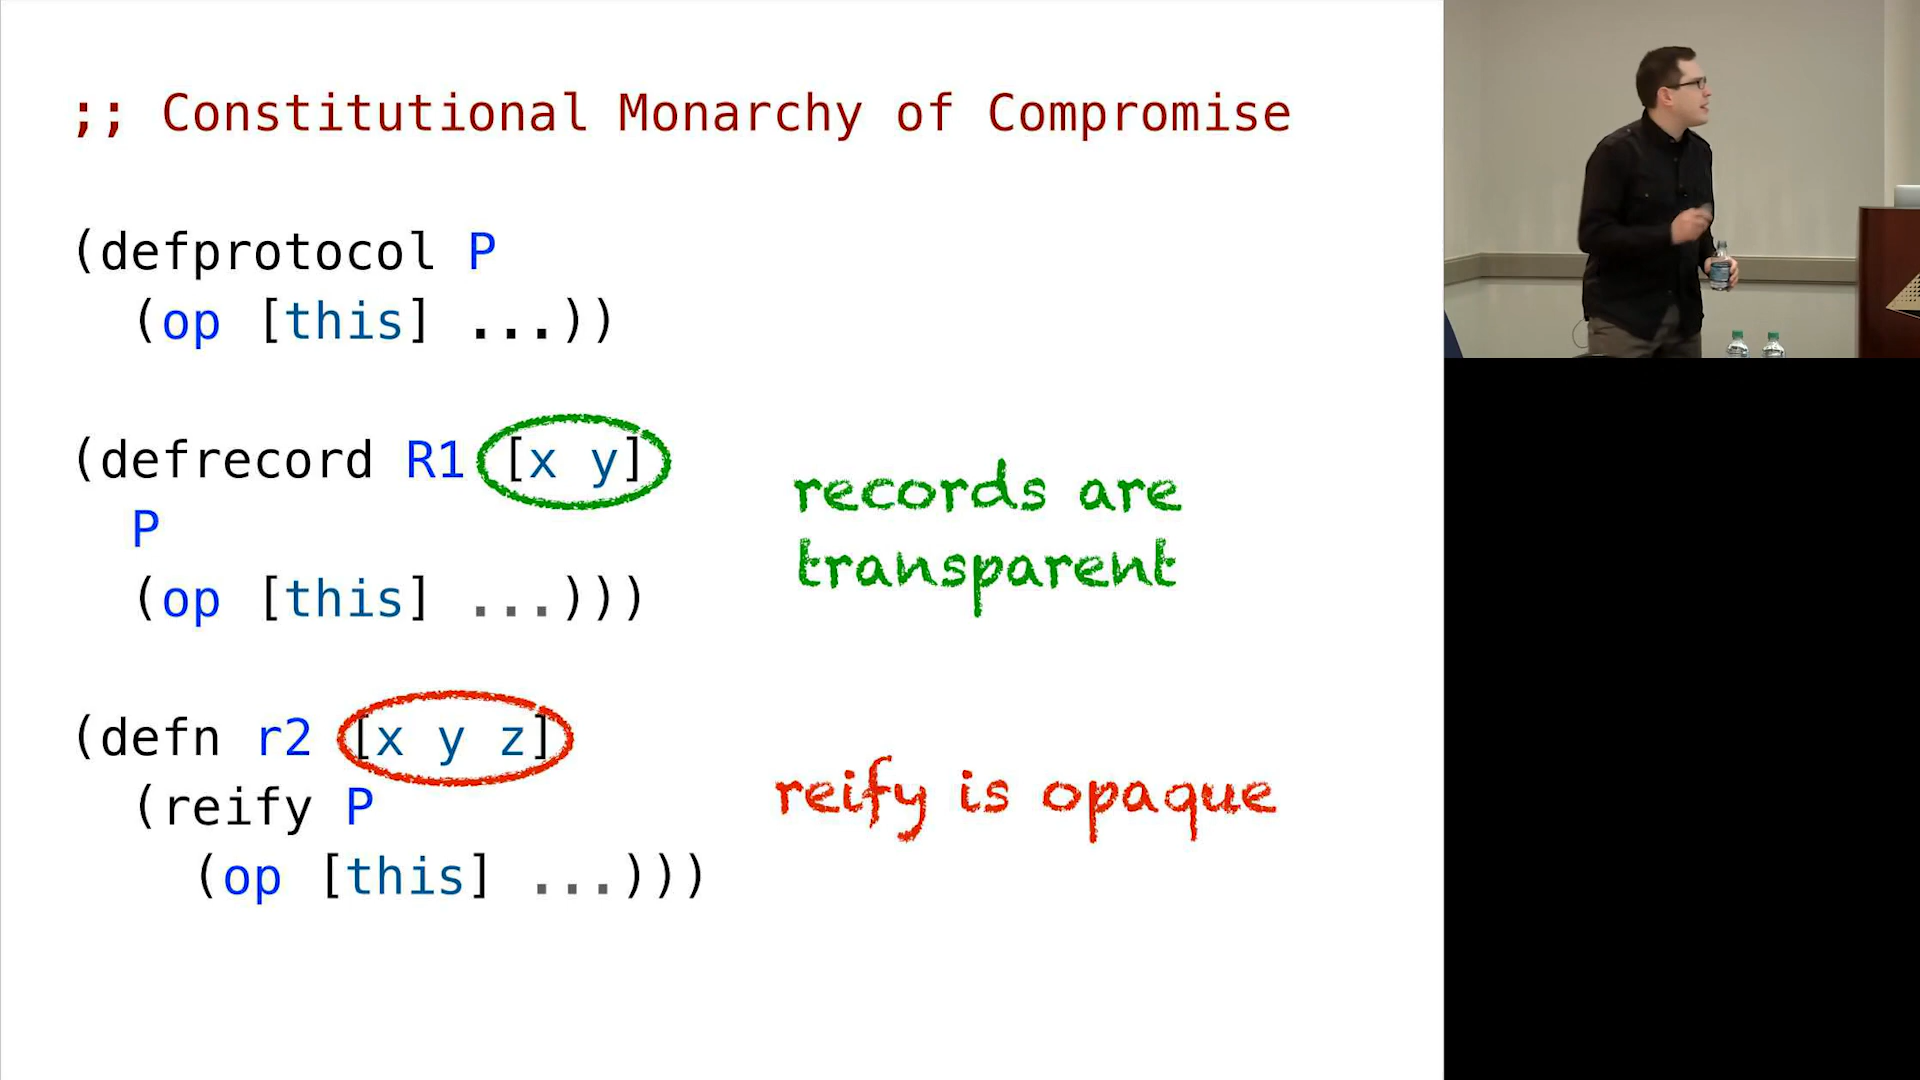 ;; Constitutional Monarchy of Compromise
(defprotocol P
(op [this] ...))
(defrecord R1 [x y]
P
(op [this] ...)))
records are
transparent
(defn r2 [x y z]
(reify P
(op [this] ...)))
reify is opaque